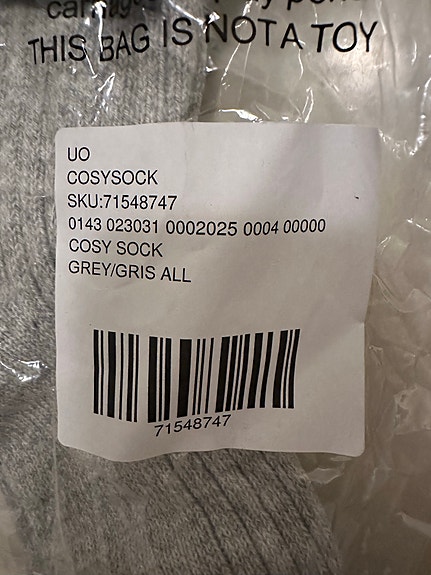 THIS BAG IS NOT A TOY
UO
COSYSOCK
SKU:71548747
0143 023031 0002025 0004 00000
COSY SOCK
GREY/GRIS ALL
71548747